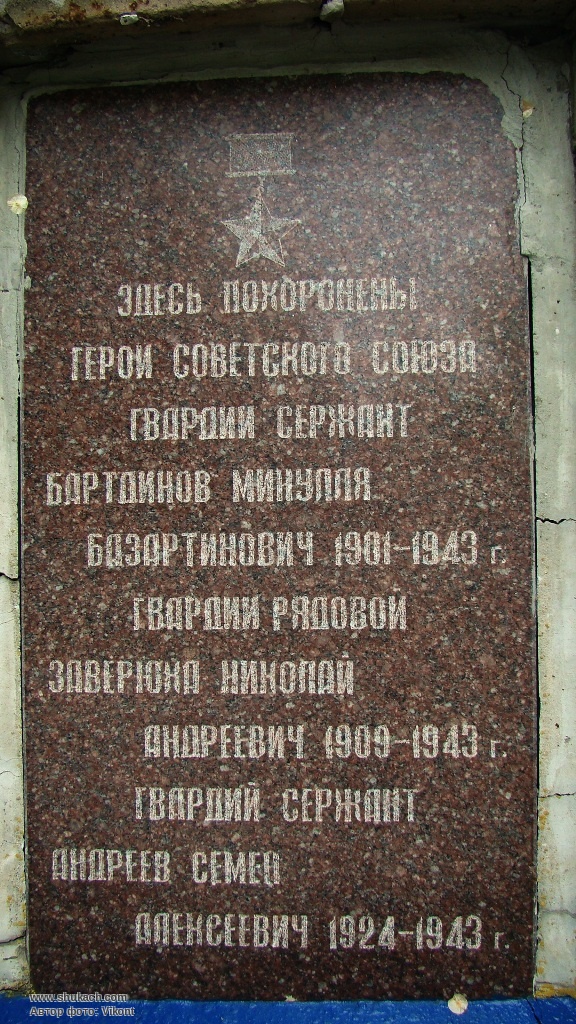 ЗДЕСЬ ПОХОРОНЕНЫ
ГЕРОИ СОВЕТСКОГО СОЮЗА
ГВАРДИИ СЕРЖАНТ
БАРТДИНОВ МИНУЛЛЯ
БАЗАРТИНОВИЧ 1901-1943 г.
ГВАРДИИ РЯДОВОЙ
ЗАВЕРЮХА НИКОЛАЙ
АНДРЕЕВИЧ 1909-1943 г.
ГВАРДИЙ СЕРЖАНТ
АНДРЕЕВ СЕМЕН
АЛЕКСЕЕВИЧ 1924-1943 г.
www.shukach.com
Автор фото: Vikont